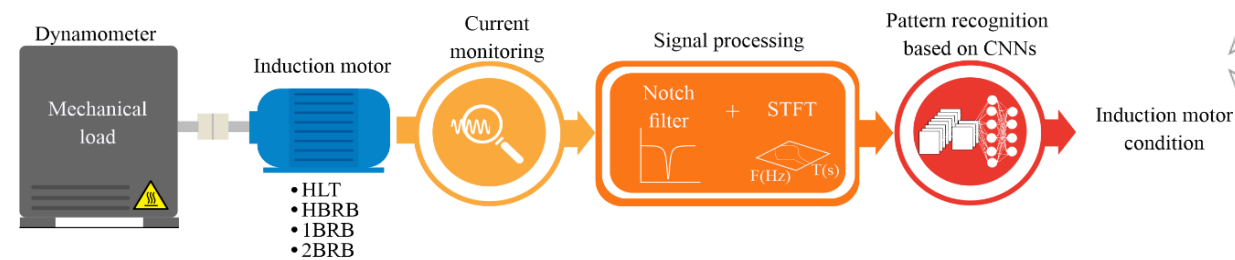 Dynamometer
Mechanical
load
Induction motor
• HLT
• HBRB
• 1BRB
• 2BRB
Current
monitoring
Signal processing
Notch
filter
+
STFT
F(Hz)
T(s)
Pattern recognition
based on CNNs
Induction motor
condition